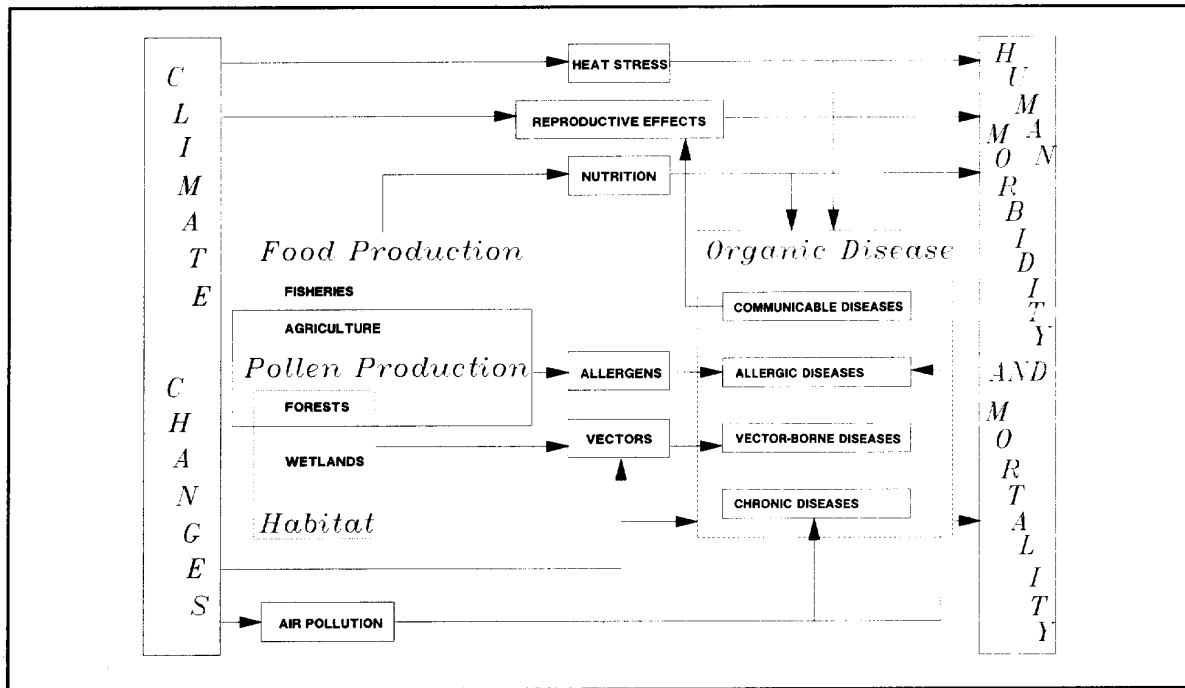 CLIMATE CHANGES
HEAT STRESS
REPRODUCTIVE EFFECTS
NUTRITION
Food Production
FISHERIES
AGRICULTURE
Pollen Production
FORESTS
WETLANDS
Habitat
ALLERGENS
VECTORS
AIR POLLUTION
Organic Disease
COMMUNICABLE DISEASES
ALLERGIC DISEASES
VECTOR-BORNE DISEASES
CHRONIC DISEASES
HUMAN MORBIDITY AND MORTALITY